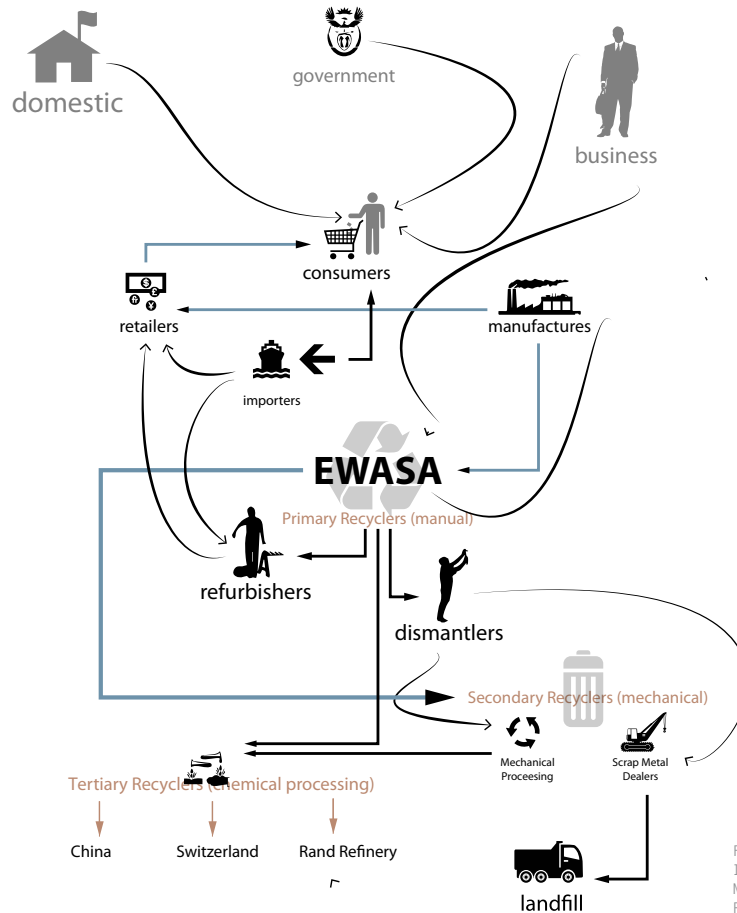 domestic
government
business
consumers
retailers
manufactures
importers
EWASA
Primary Recyclers (manual)
refurbishers
dismantlers
Secondary Recyclers (mechanical)
Mechanical
Proceesing
Scrap Metal
Dealers
Tertiary Recyclers (chemical processing)
China
Switzerland
Rand Refinery
landfill